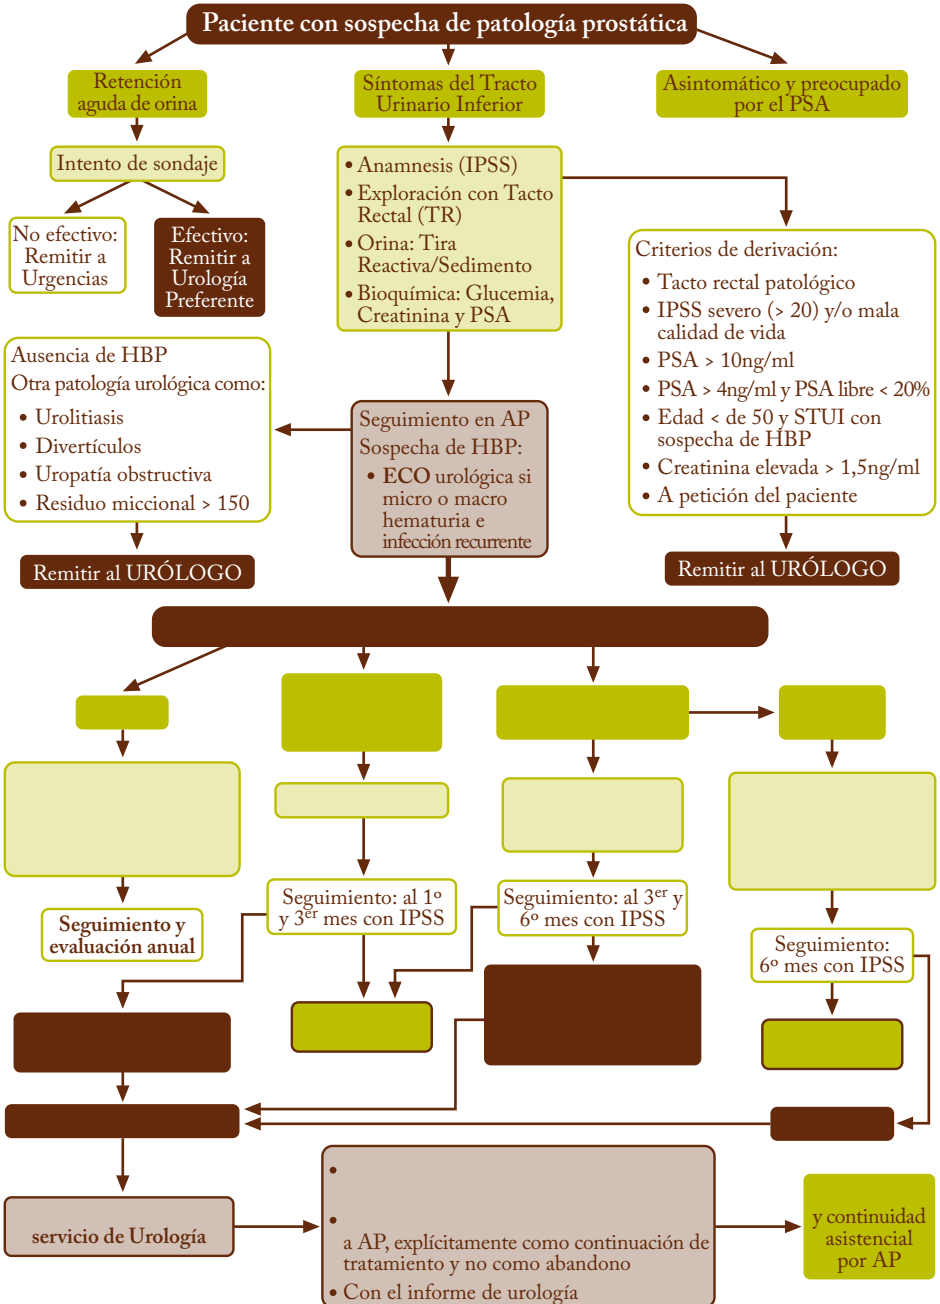 Paciente con sospecha de patología prostática
Retención
aguda de orina
Síntomas del Tracto
Urinario Inferior
Asintomático y preocupado
por el PSA
Intento de sondaje
No efectivo:
Remitir a
Urgencias
Efectivo:
Remitir a
Urología
Preferente
• Anamnesis (IPSS)
• Exploración con Tacto
Rectal (TR)
• Orina: Tira
Reactiva/Sedimento
• Bioquímica: Glucemia,
Creatinina y PSA
Criterios de derivación:
• Tacto rectal patológico
• IPSS severo (> 20) y/o mala
calidad de vida
• PSA > 10ng/ml
• PSA > 4ng/ml y PSA libre < 20%
• Edad < de 50 y STUI con
sospecha de HBP
• Creatinina elevada > 1,5ng/ml
• A petición del paciente
Ausencia de HBP
Otra patología urológica como:
• Urolitiasis
• Divertículos
• Uropatía obstructiva
• Residuo miccional > 150
Seguimiento en AP
Sospecha de HBP:
• ECO urológica si
micro o macro
hematuria e
infección recurrente
Remitir al URÓLOGO
Remitir al URÓLOGO
Seguimiento y
evaluación anual
Seguimiento: al 1º
y 3er mes con IPSS
Seguimiento: al 3er y
6º mes con IPSS
Seguimiento:
6º mes con IPSS
servicio de Urología
•
•
a AP, explícitamente como continuación de
tratamiento y no como abandono
• Con el informe de urología
y continuidad
asistencial
por AP